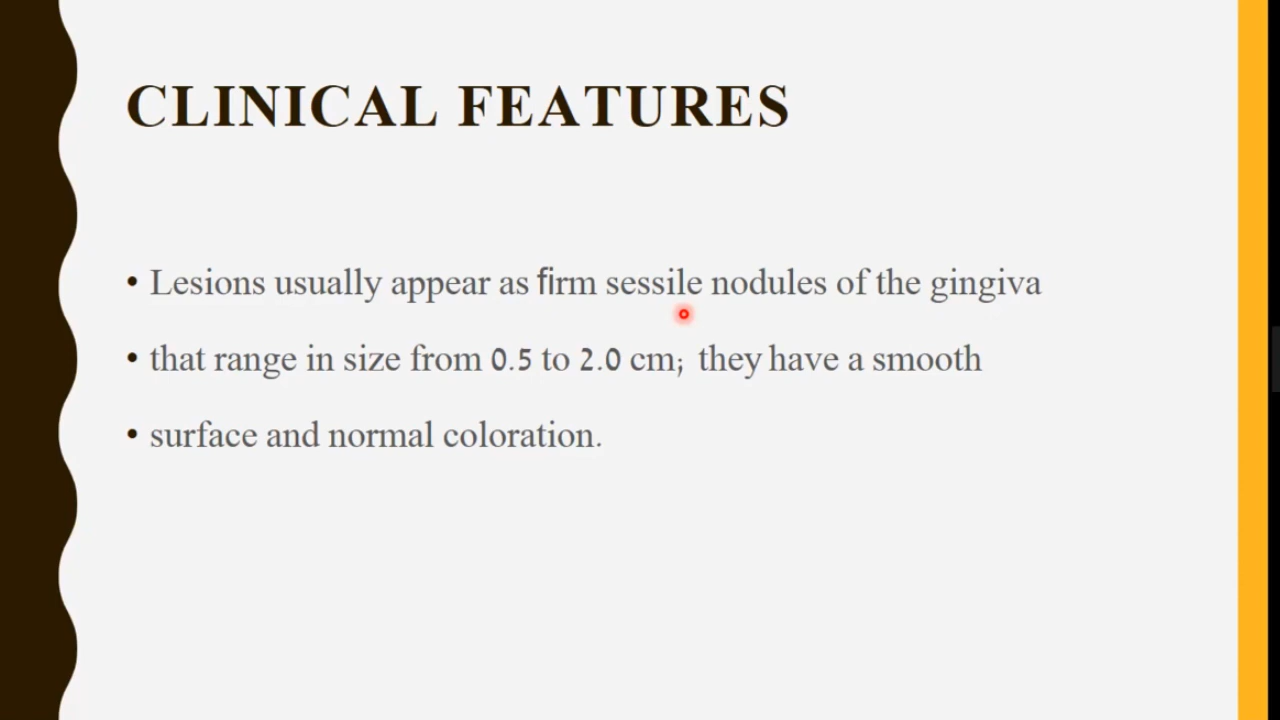 CLINICAL FEATURES
• Lesions usually appear as firm sessile nodules of the gingiva
• that range in size from 0.5 to 2.0 cm; they have a smooth
• surface and normal coloration.